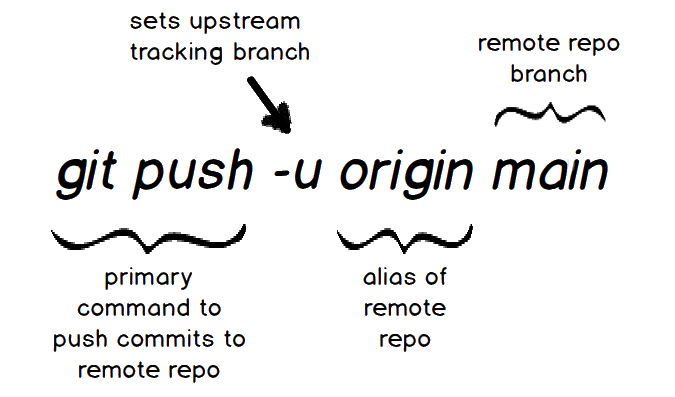 sets upstream
tracking branch
remote repo
branch
git push -u origin main
primary
command to
push commits to
remote repo
alias of
remote
repo